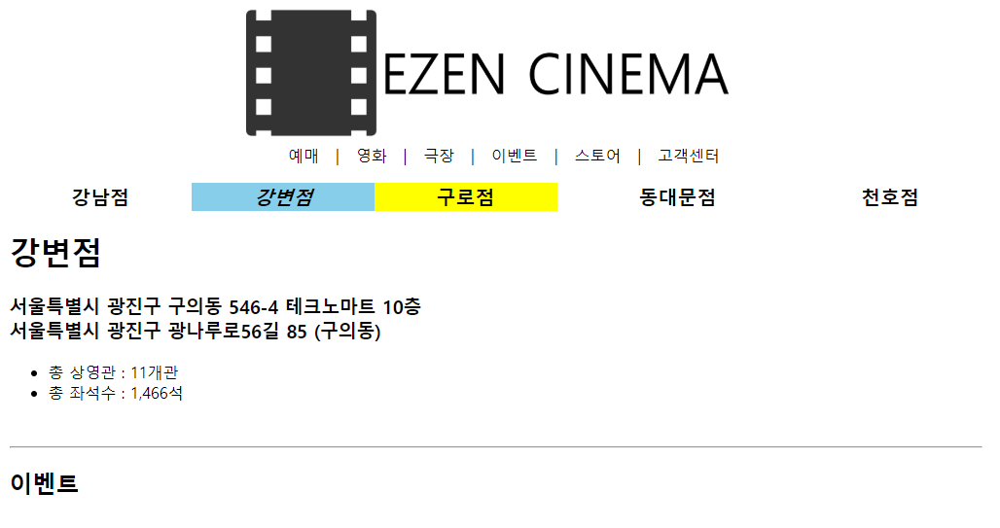 EZEN CINEMA
예매 | 영화 | 극장 | 이벤트 | 스토어 | 고객센터
강남점 강변점 구로점 동대문점 천호점
강변점
서울특별시 광진구 구의동 546-4 테크노마트 10층
서울특별시 광진구 광나루로56길 85 (구의동)
• 총 상영관 : 11개관
• 총 좌석수 : 1,466석
이벤트